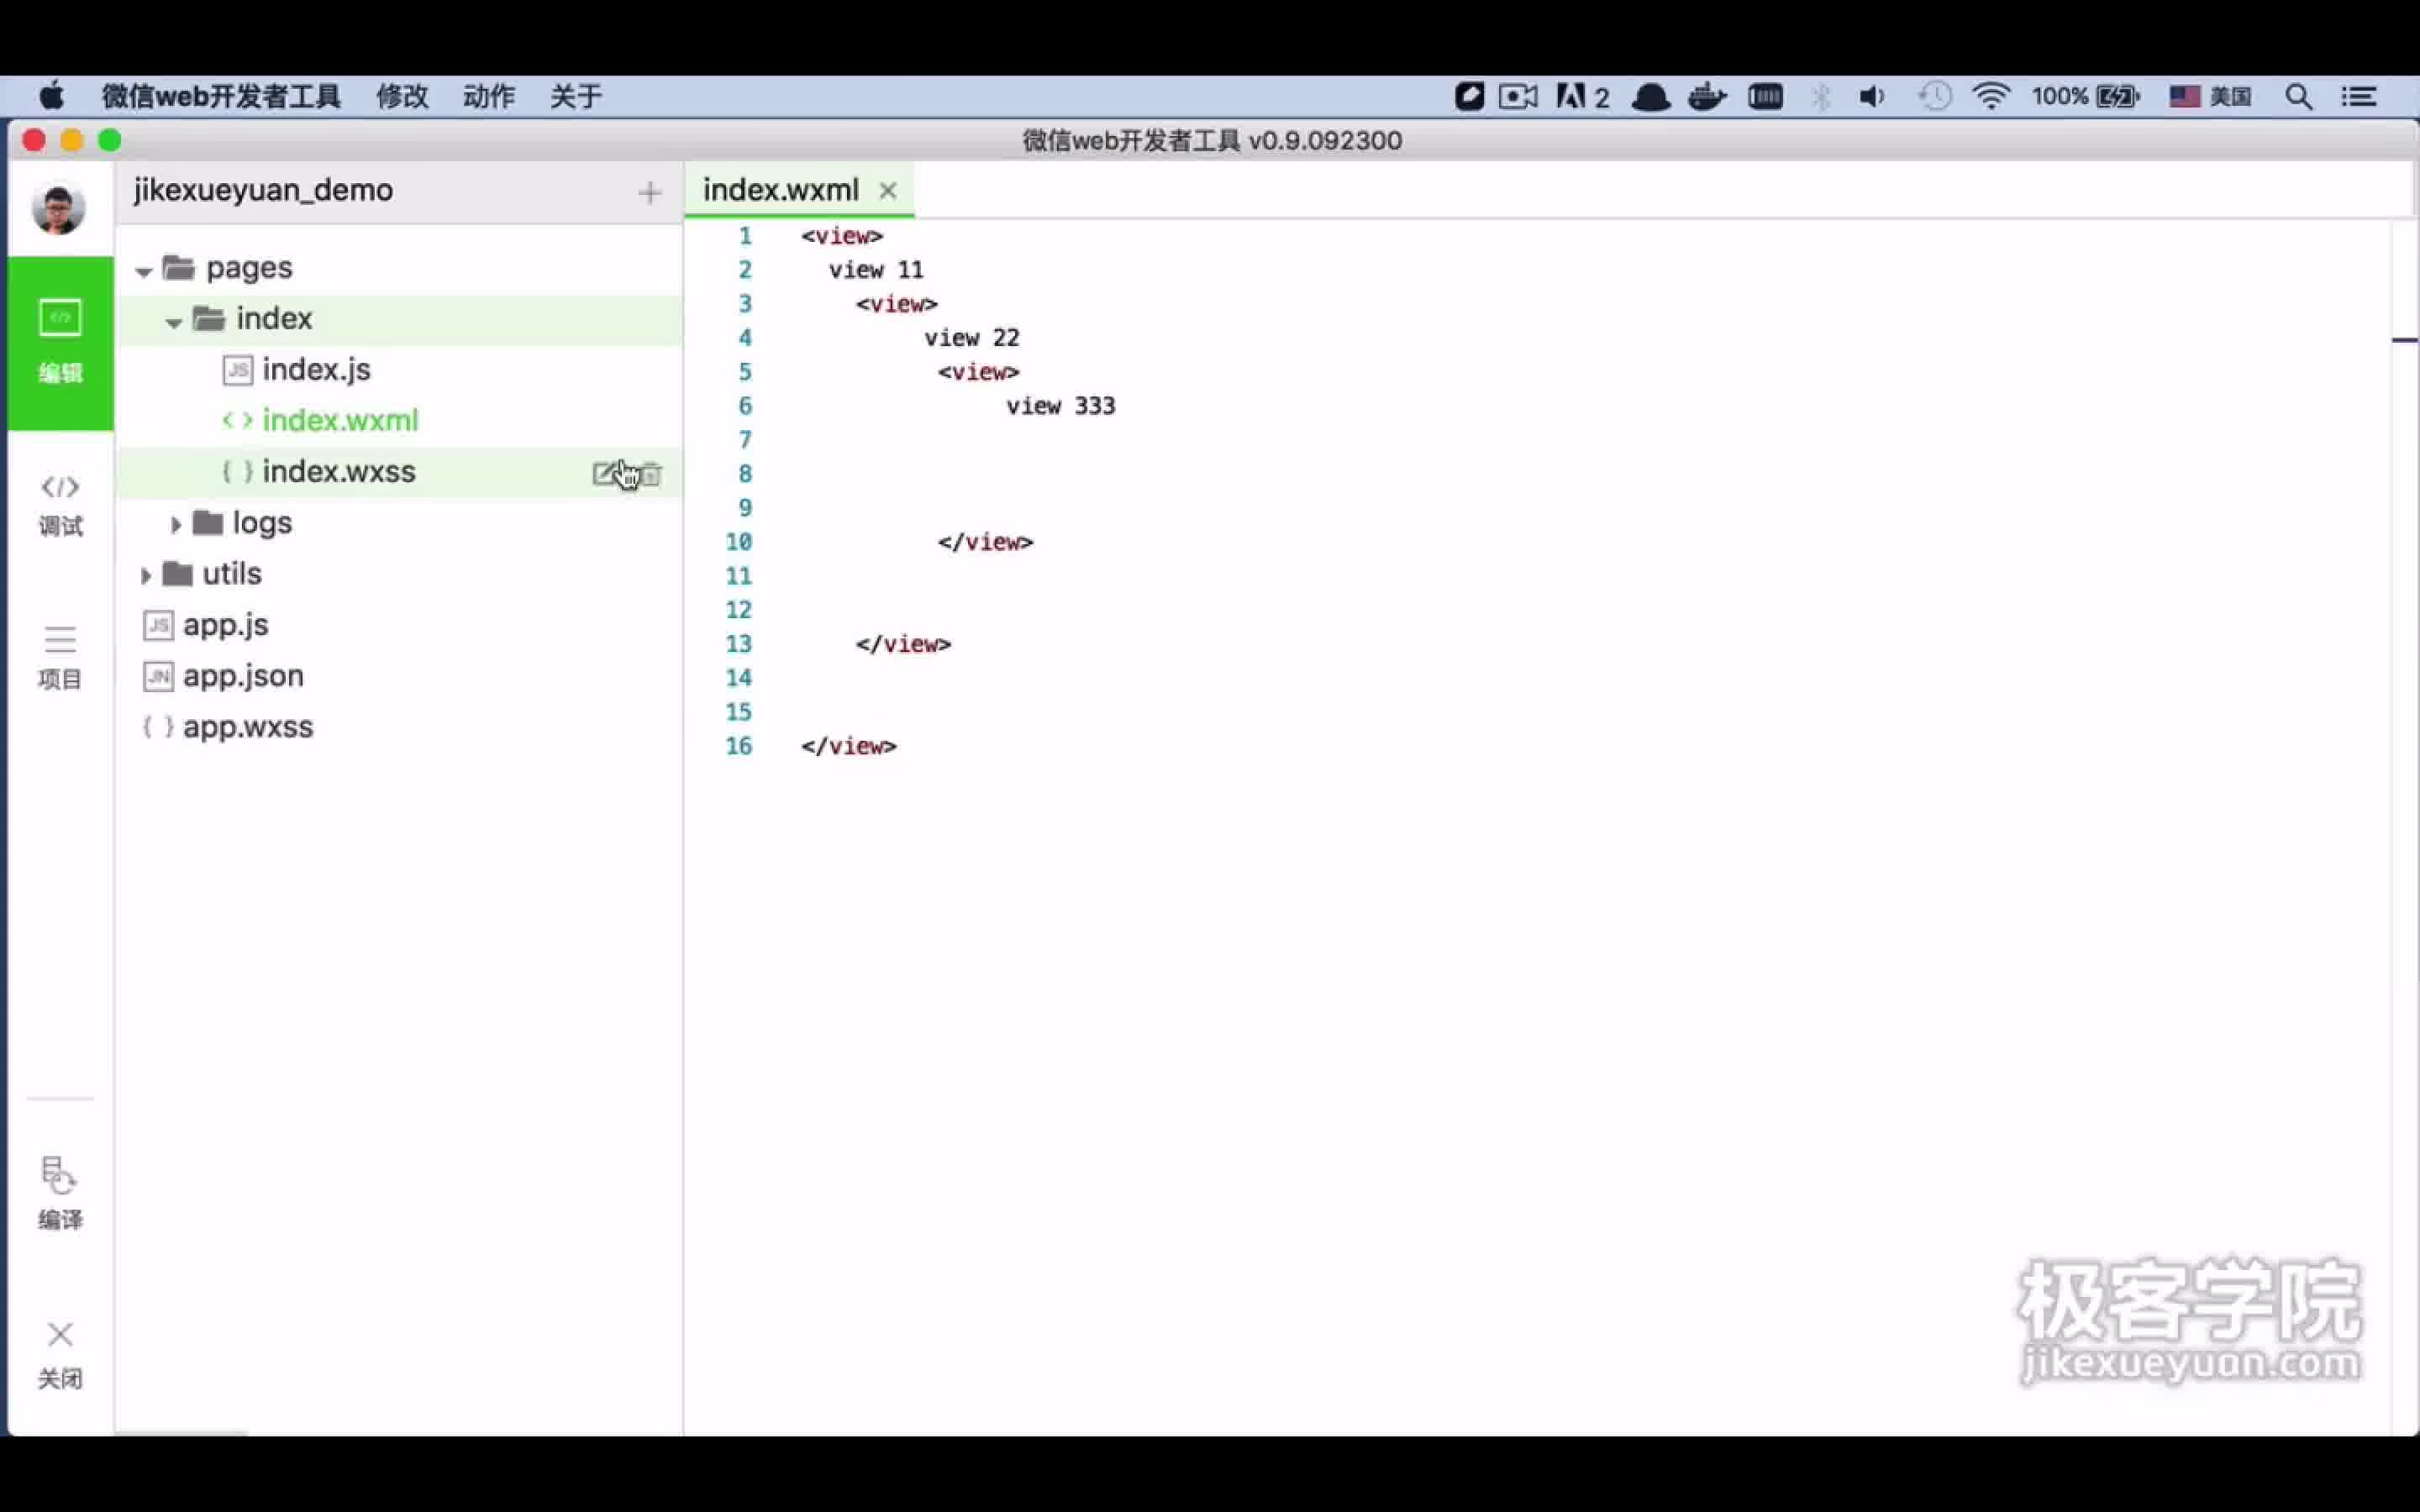 微信web开发者工具 修改 动作 关于 2 100% 美国
微信web开发者工具 v0.9.092300
jikexueyuan_demo
index.wxml
编辑
调试
项目
编译
关闭
pages
index
JS index.js
< > index.wxml
{ } index.wxss
logs
utils
JS app.js
JN app.json
{ } app.wxss
1 <view>
2 view 11
3 <view>
4 view 22
5 <view>
6 view 333
7
8
9
10 </view>
11
12
13 </view>
14
15
16 </view>
极客学院
jikexueyuan.com